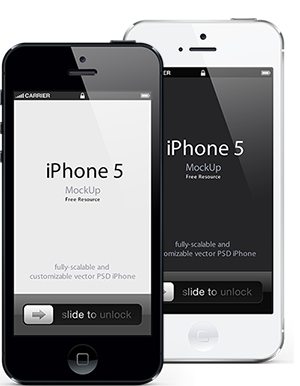 CARRIER
iPhone 5
MockUp
Free Resource
fully-scalable and
customizable vector PSD iPhone
slide to unlock
iPhone 5
MockUp
Free Resource
fully-scalable and
omizable vector PSD iPhone
slide to unlock